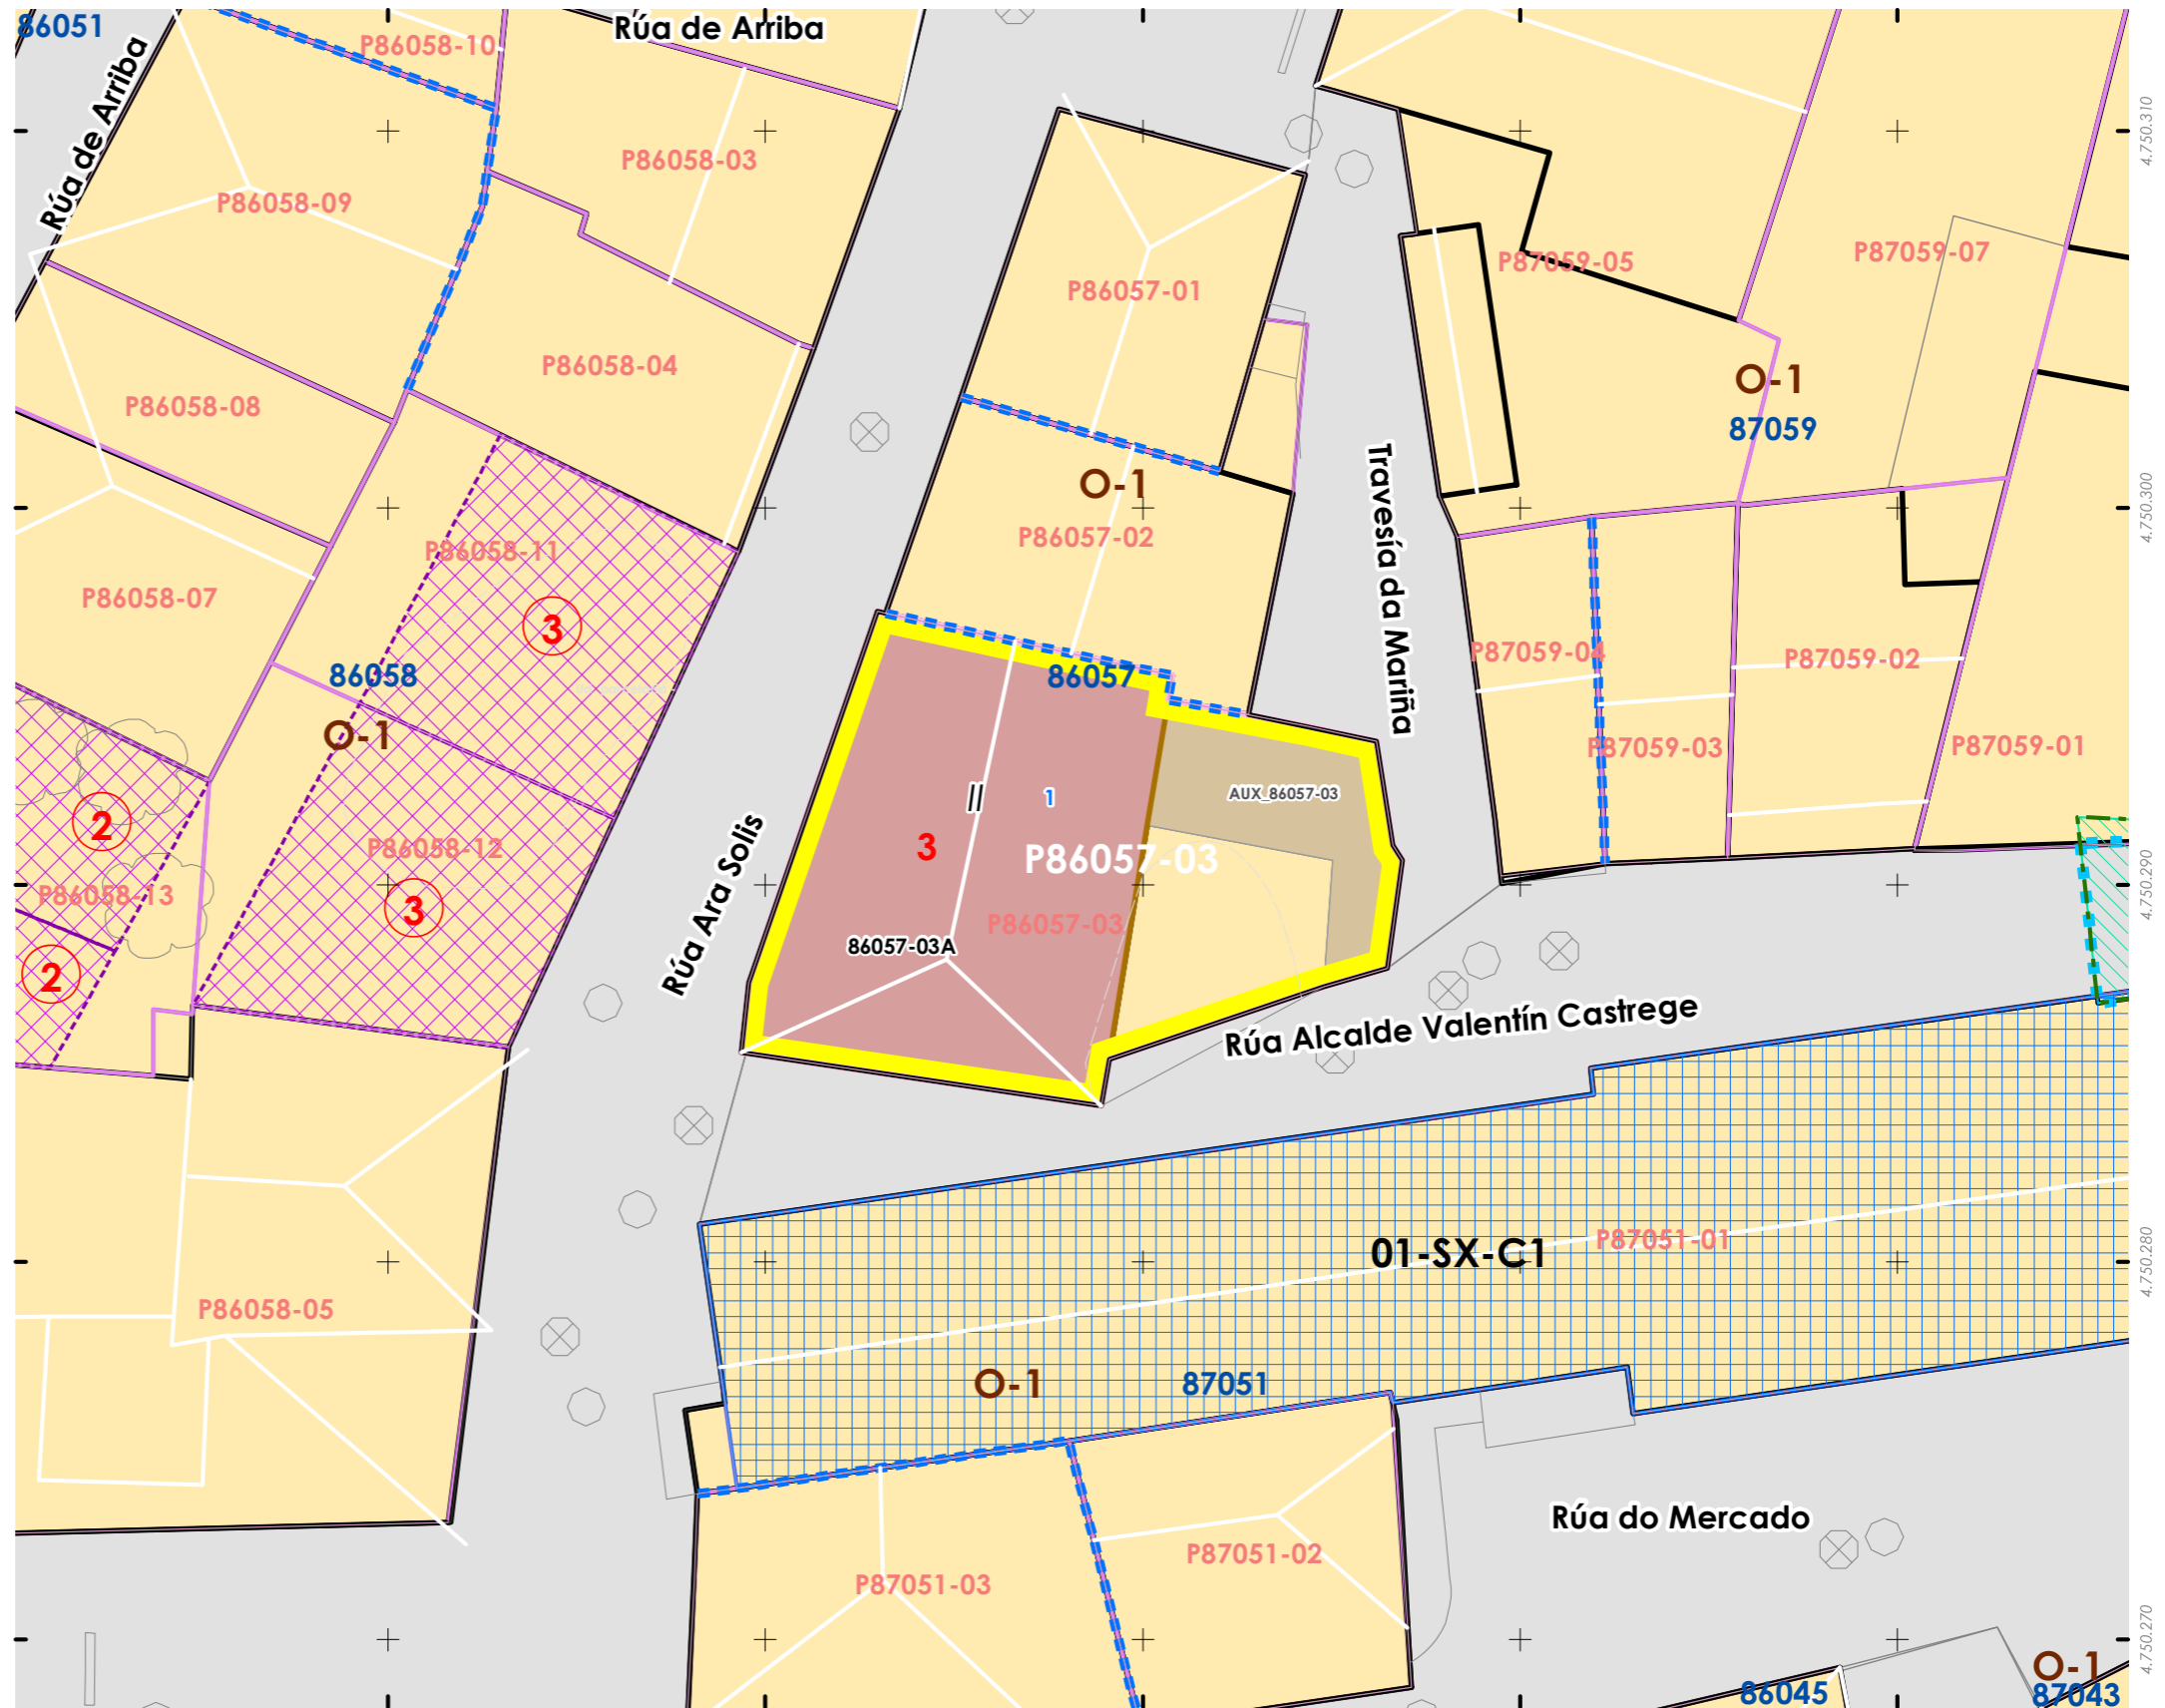 86051
Rúa de Arriba
P86058-10
Rúa de Arriba
4.750.310
P86058-03
P86058-09
P87059-07
P87059-05
P86057-01
P86058-04
O-1
P86058-08
87059
O-1
4.750.300
P86057-02
P86058-11
Travesía da Mariña
P86058-07
3
P87059-04
P87059-02
86058
86057
O-1
P87059-03
P87059-01
AUX_86057-03
II
1
2
3
P86058-12
P86057-03
Rúa Ara Solis
4.750.290
P86058-13
3
P86057-03
86057-03A
2
Rúa Alcalde Valentín Castrege
P87051-01
01-SX-C1
4.750.280
P86058-05
O-1
87051
Rúa do Mercado
P87051-02
P87051-03
4.750.270
O-1
86045
87043